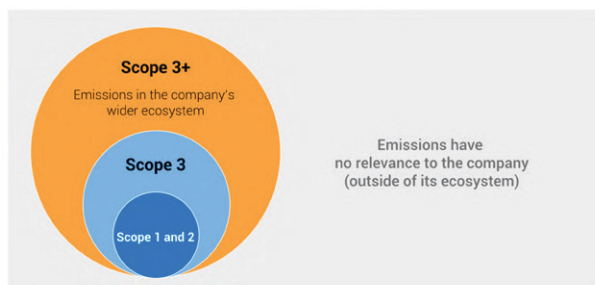 Scope 3+
Emissions in the company's
wider ecosystem
Scope 3
Scope 1 and 2
Emissions have
no relevance to the company
(outside of its ecosystem)